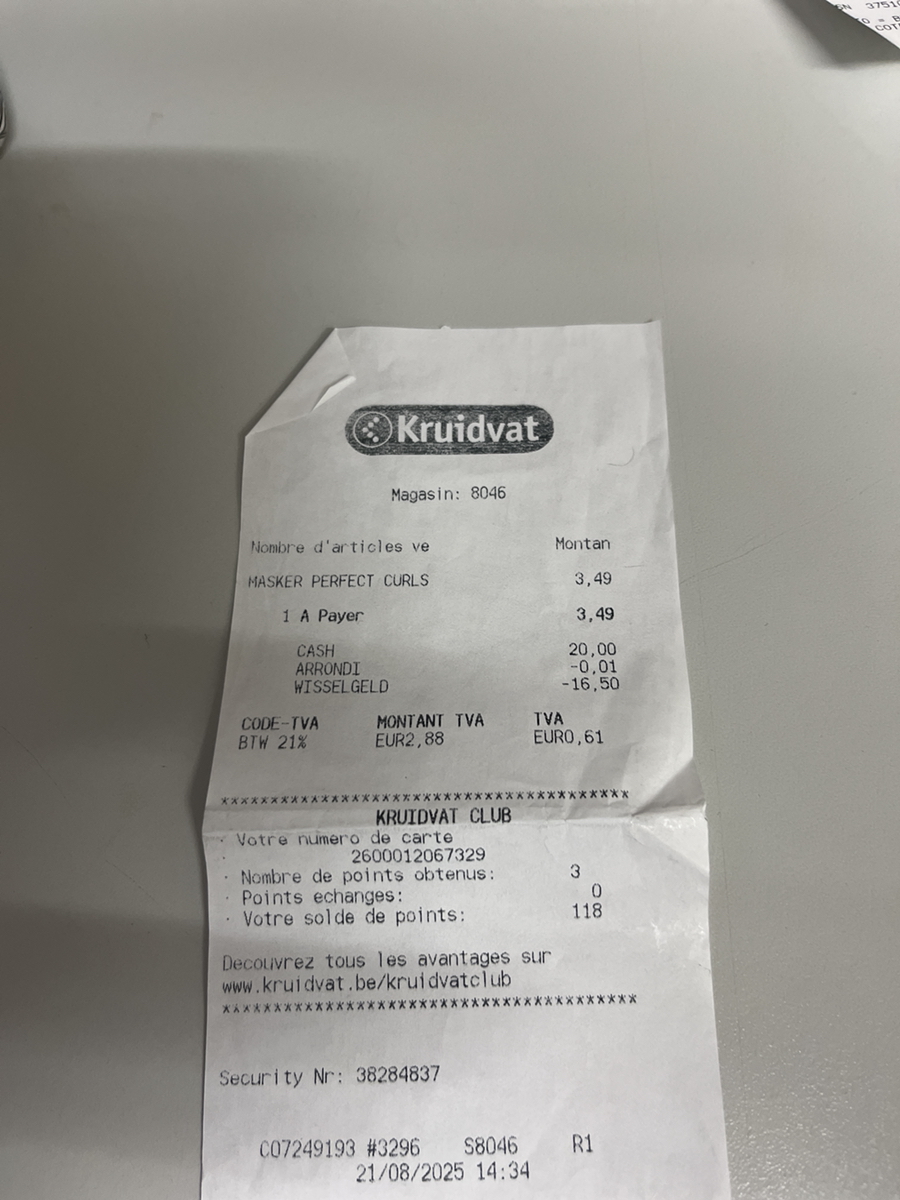 SN 3751
Kruidvat
Magasin: 8046
Nombre d'articles ve Montan
MASKER PERFECT CURLS 3,49
1 A Payer 3,49
CASH 20,00
ARRONDI -0,01
WISSELGELD -16,50
CODE-TVA MONTANT TVA TVA
BTW 21% EUR2,88 EUR0,61
****************************************
KRUIDVAT CLUB
· Votre numero de carte
· 2600012067329
· Nombre de points obtenus: 3
· Points echanges: 0
· Votre solde de points: 118
Decouvrez tous les avantages sur
www.kruidvat.be/kruidvatclub
****************************************
Security Nr: 38284837
C07249193 #3296 S8046 R1
21/08/2025 14:34